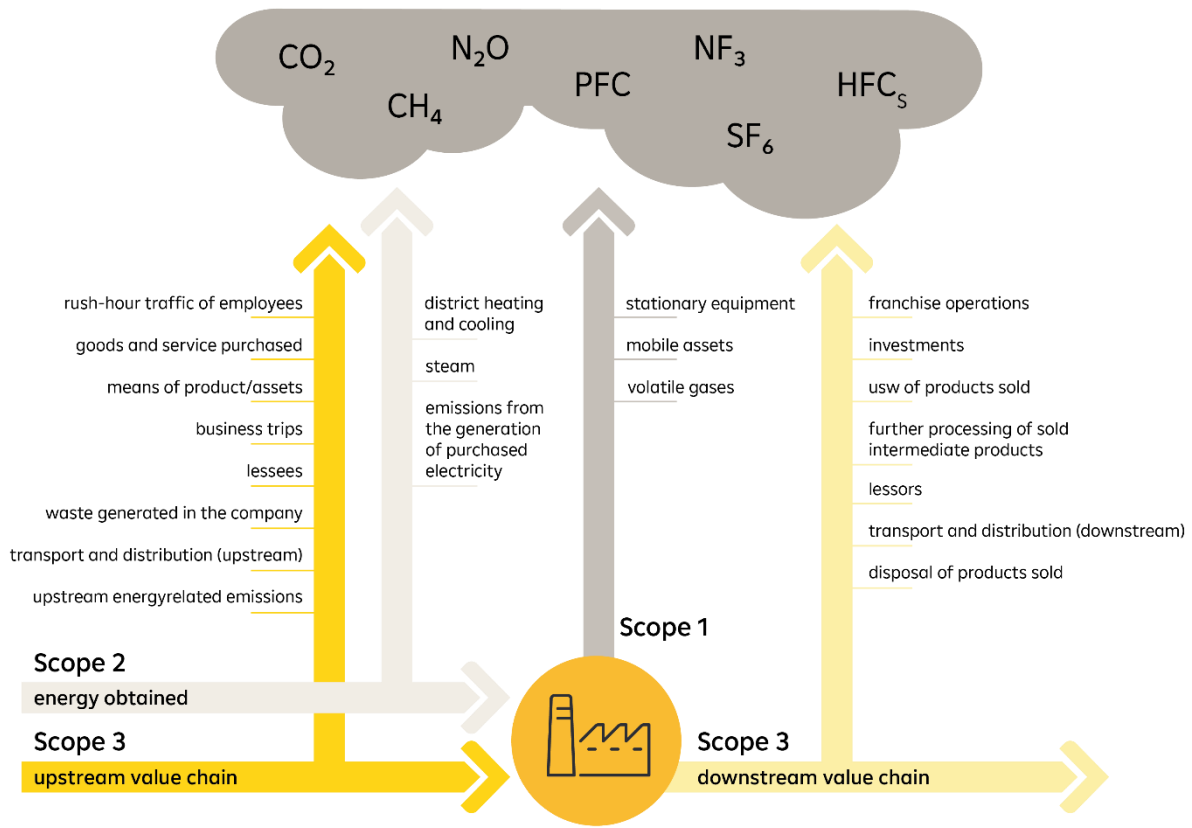 CO₂
N₂O
NF₃
CH₄
PFC
HFCₛ
SF₆
rush-hour traffic of employees
goods and service purchased
means of product/assets
business trips
lessees
waste generated in the company
transport and distribution (upstream)
upstream energyrelated emissions
district heating
and cooling
steam
emissions from
the generation
of purchased
electricity
stationary equipment
mobile assets
volatile gases
franchise operations
investments
usw of products sold
further processing of sold
intermediate products
lessors
transport and distribution (downstream)
disposal of products sold
Scope 1
Scope 2
energy obtained
Scope 3
upstream value chain
Scope 3
downstream value chain